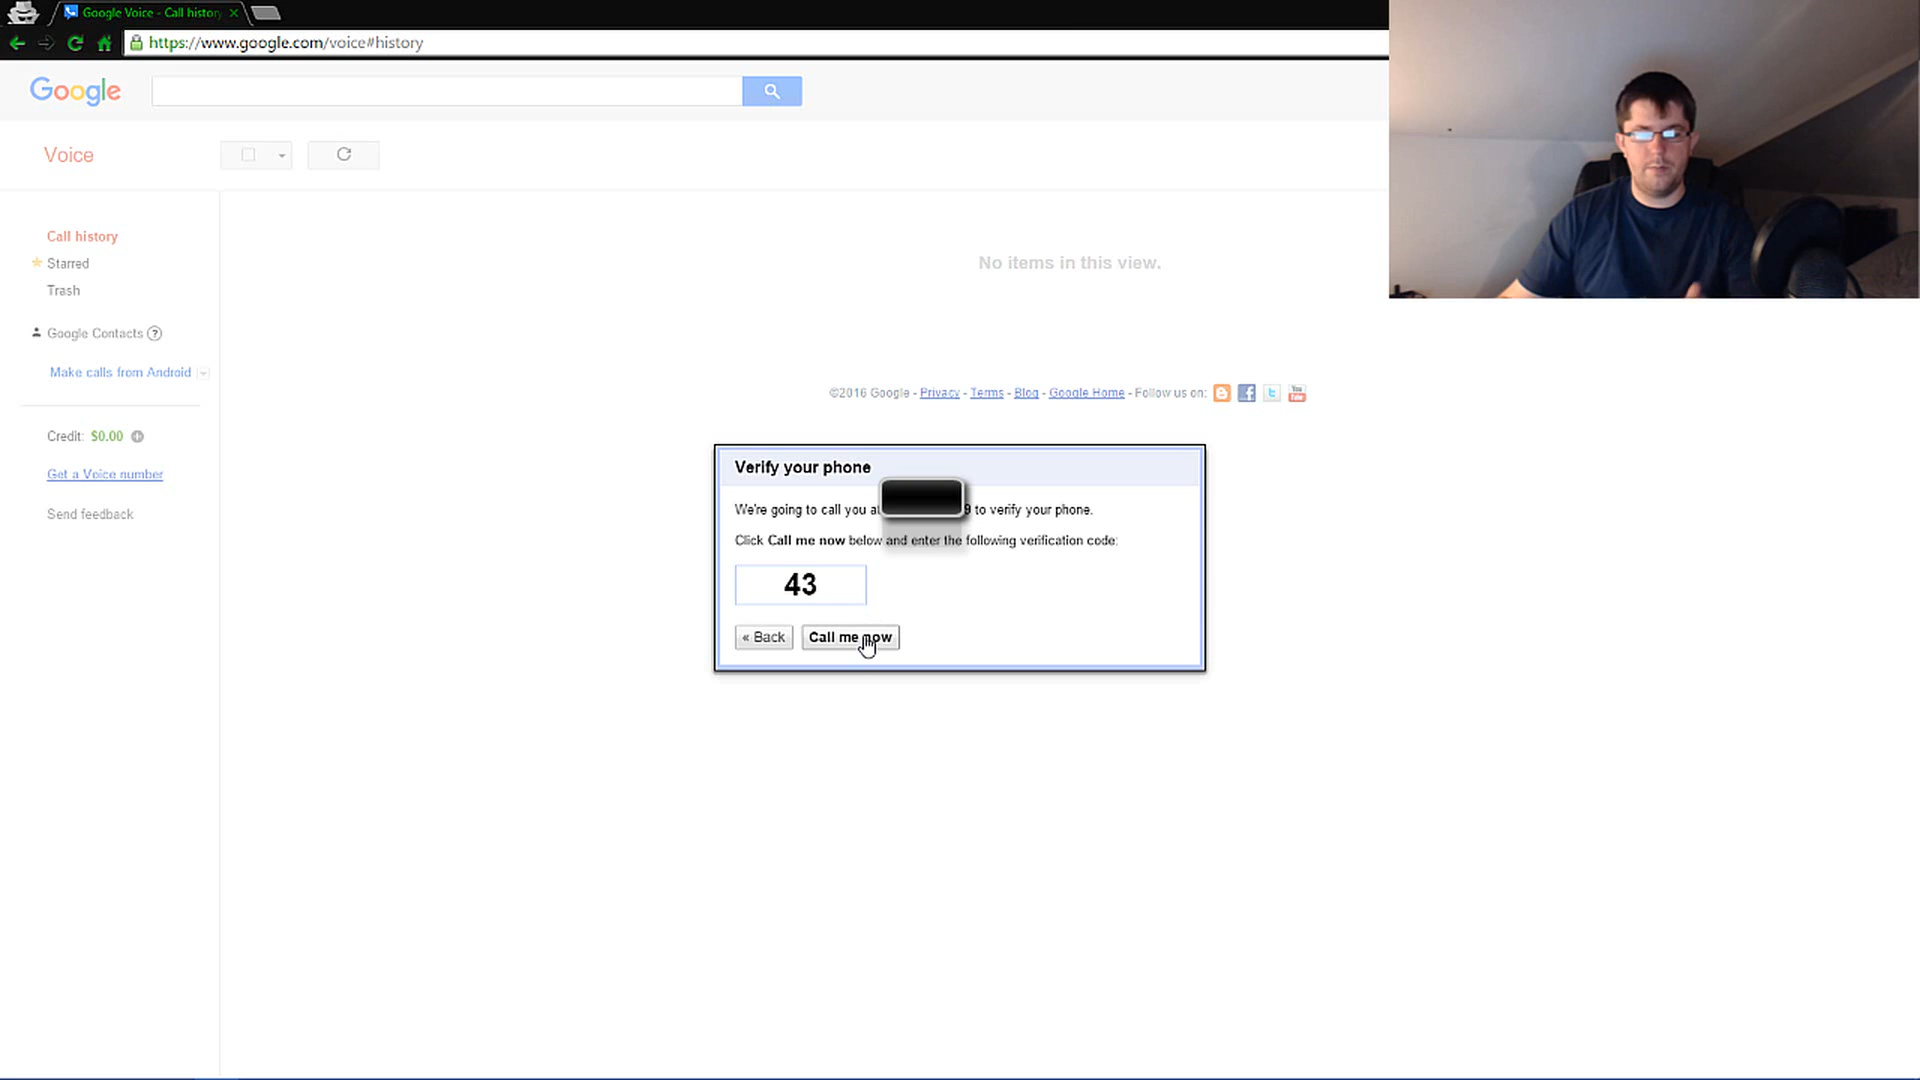 Google Voice - Call history
https://www.google.com/voice#history
Google
Voice
Call history
Starred
Trash
Google Contacts ?
Make calls from Android
Credit: $0.00
Get a Voice number
Send feedback
No items in this view.
©2016 Google - Privacy - Terms - Blog - Google Home - Follow us on:
You Tube
Verify your phone
We're going to call you at 9 to verify your phone.
Click Call me now below and enter the following verification code:
43
« Back Call me now